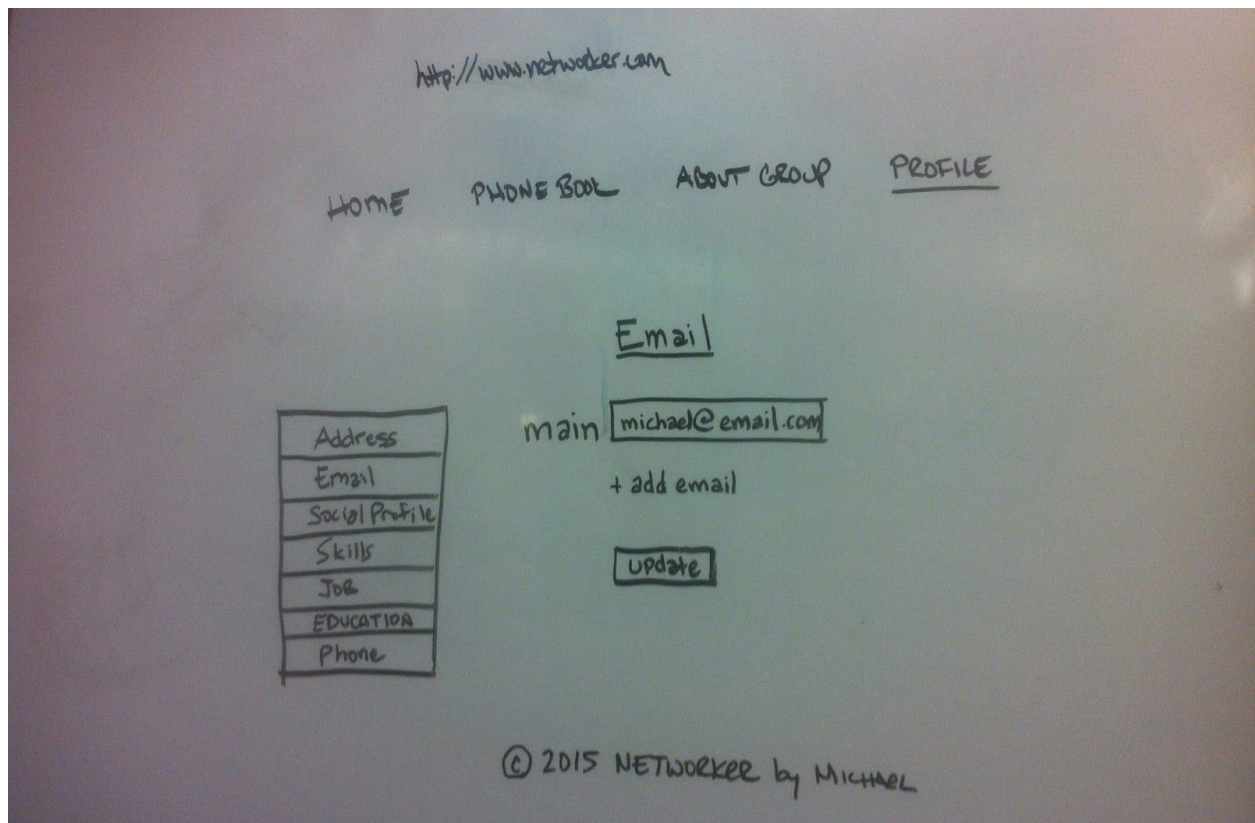 http://www.networker.com
HOME PHONE BOOK ABOUT GROUP PROFILE
Email
main michael@email.com
+ add email
update
Address
Email
Social Profile
Skills
JOB
EDUCATION
Phone
© 2015 NETWORKER by MICHAEL